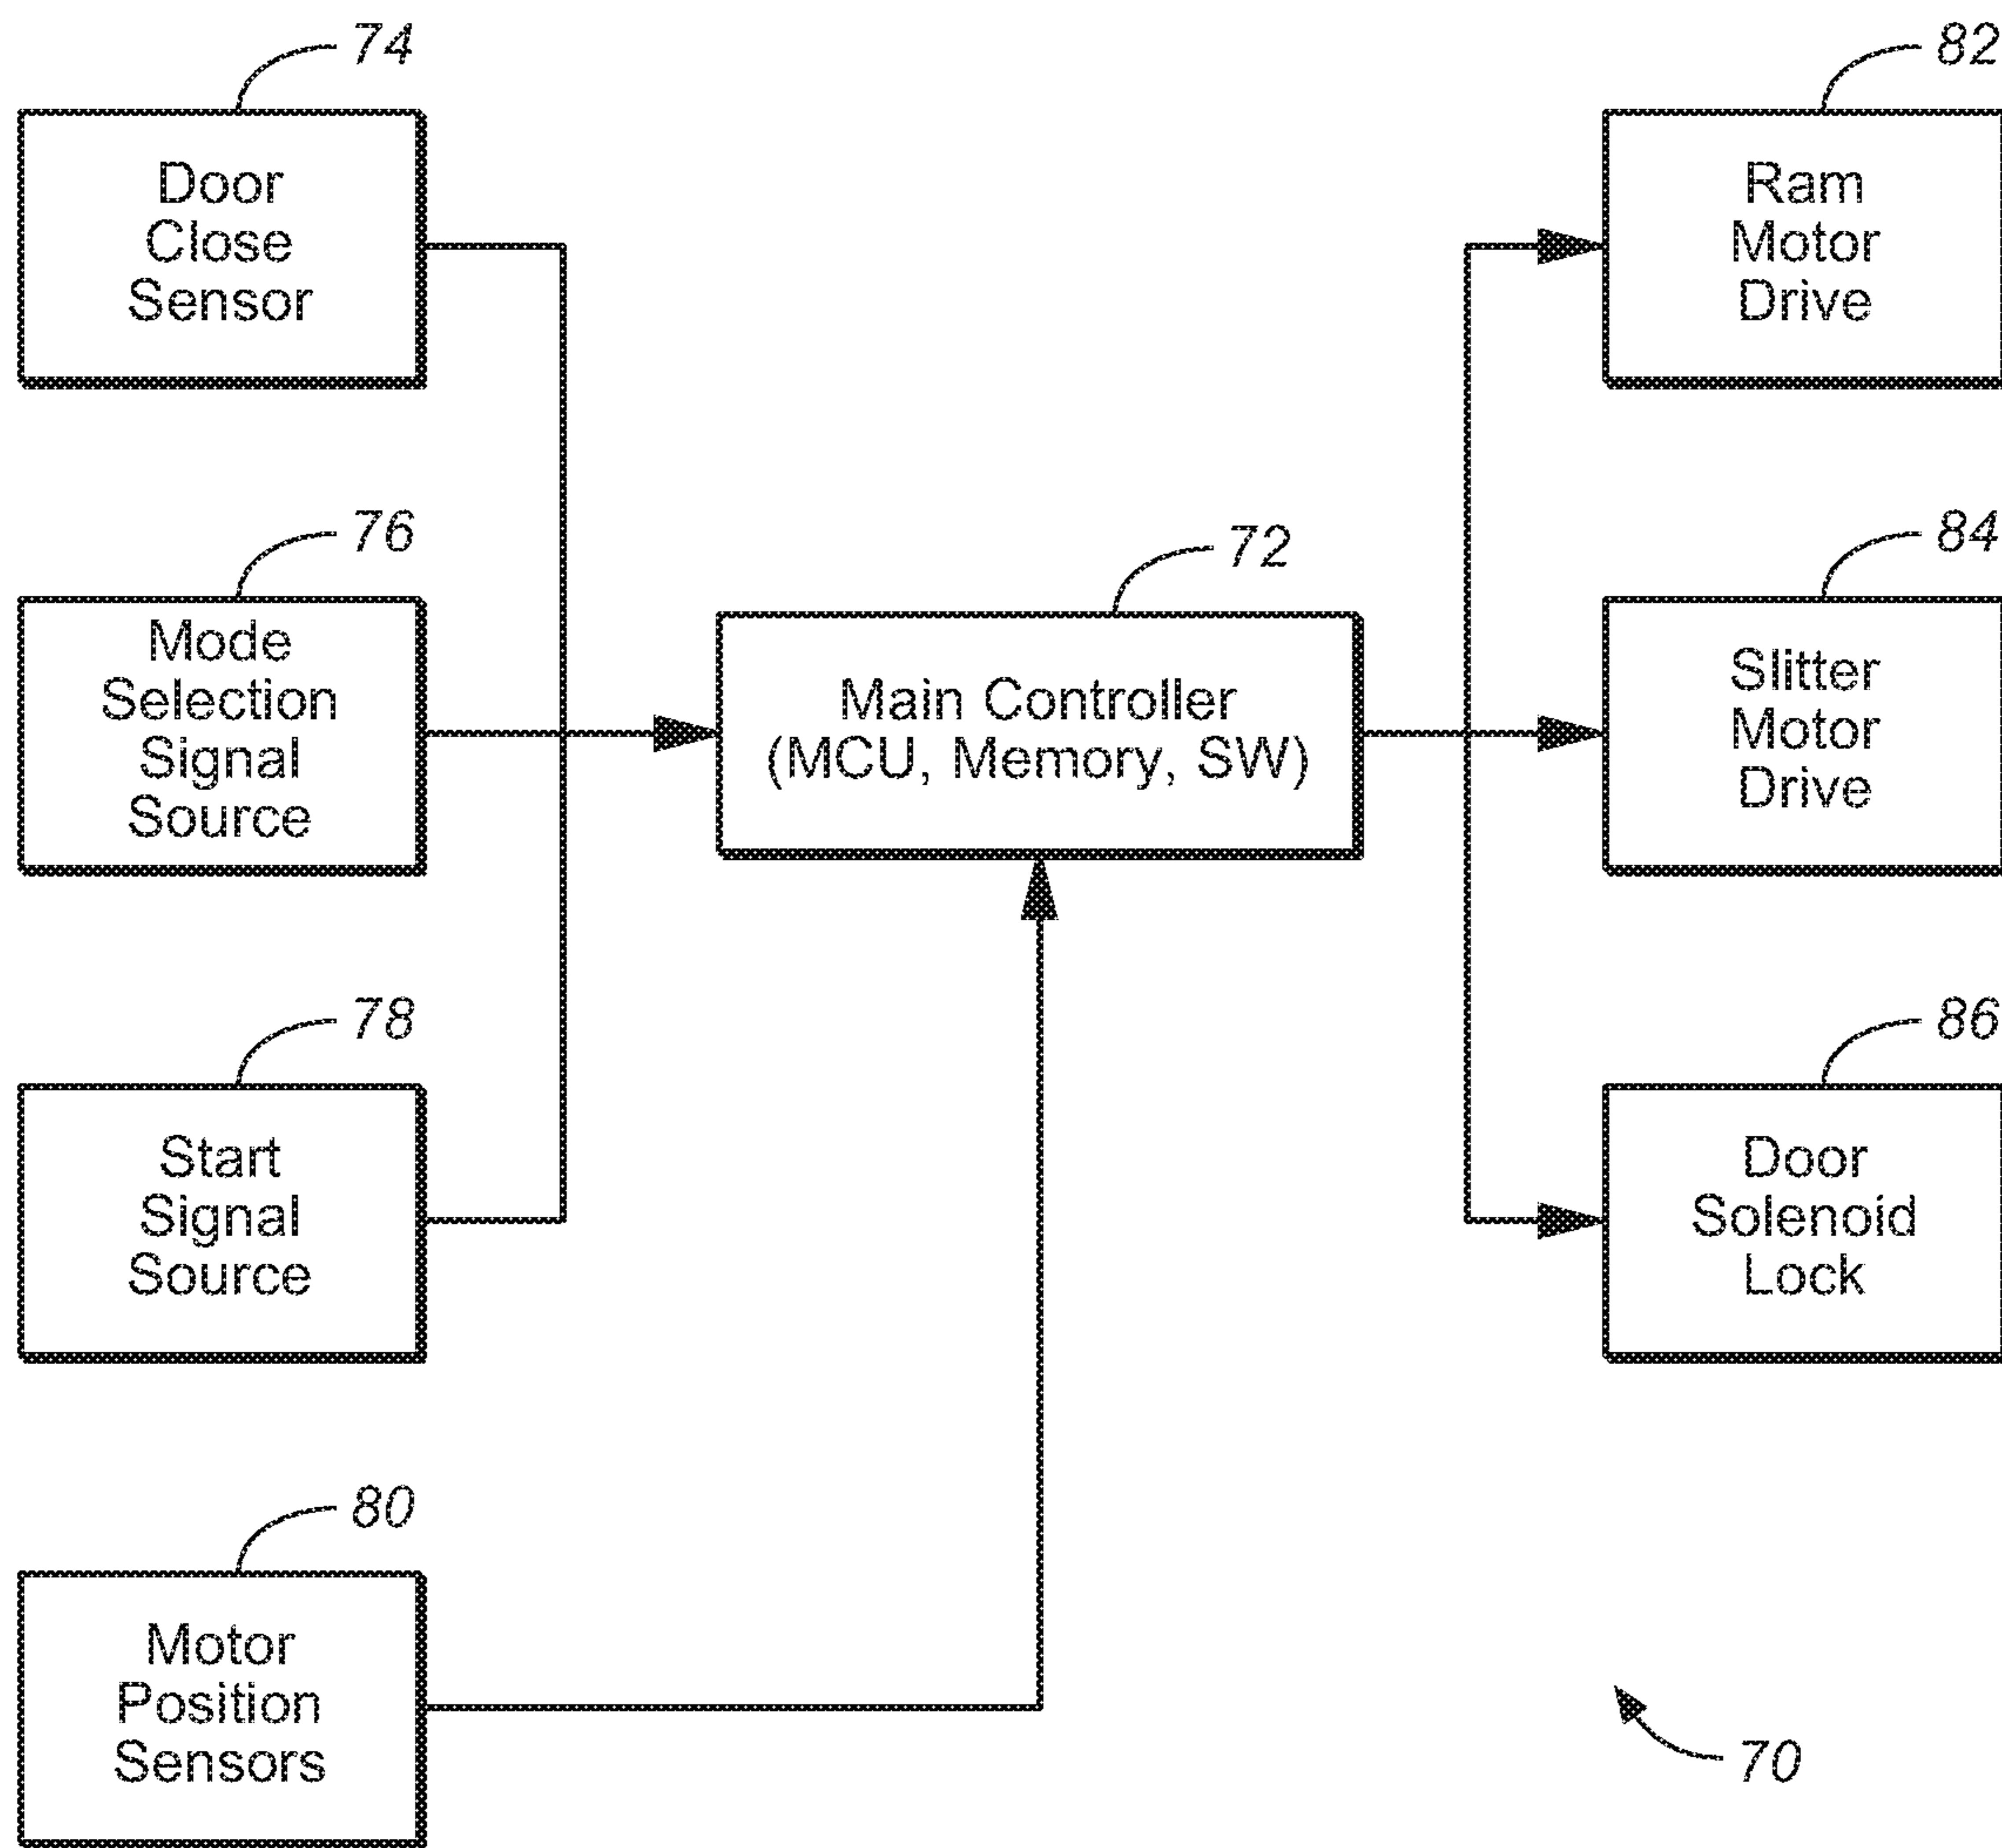 74
Door
Close
Sensor
76
Mode
Selection
Signal
Source
78
Start
Signal
Source
80
Motor
Position
Sensors
72
Main Controller
(MCU, Memory, SW)
82
Ram
Motor
Drive
84
Slitter
Motor
Drive
86
Door
Solenoid
Lock
70